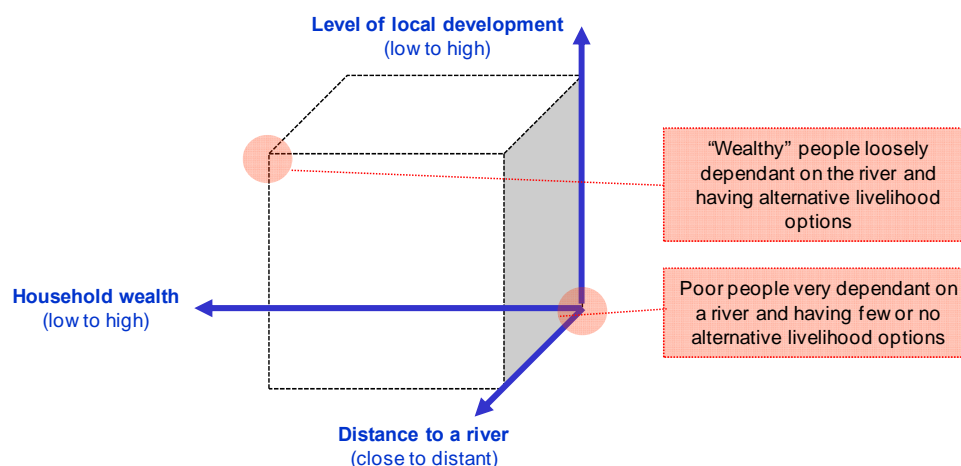 Level of local development
(low to high)
“Wealthy” people loosely
dependant on the river and
having alternative livelihood
options
Household wealth
(low to high)
Poor people very dependant on
a river and having few or no
alternative livelihood options
Distance to a river
(close to distant)